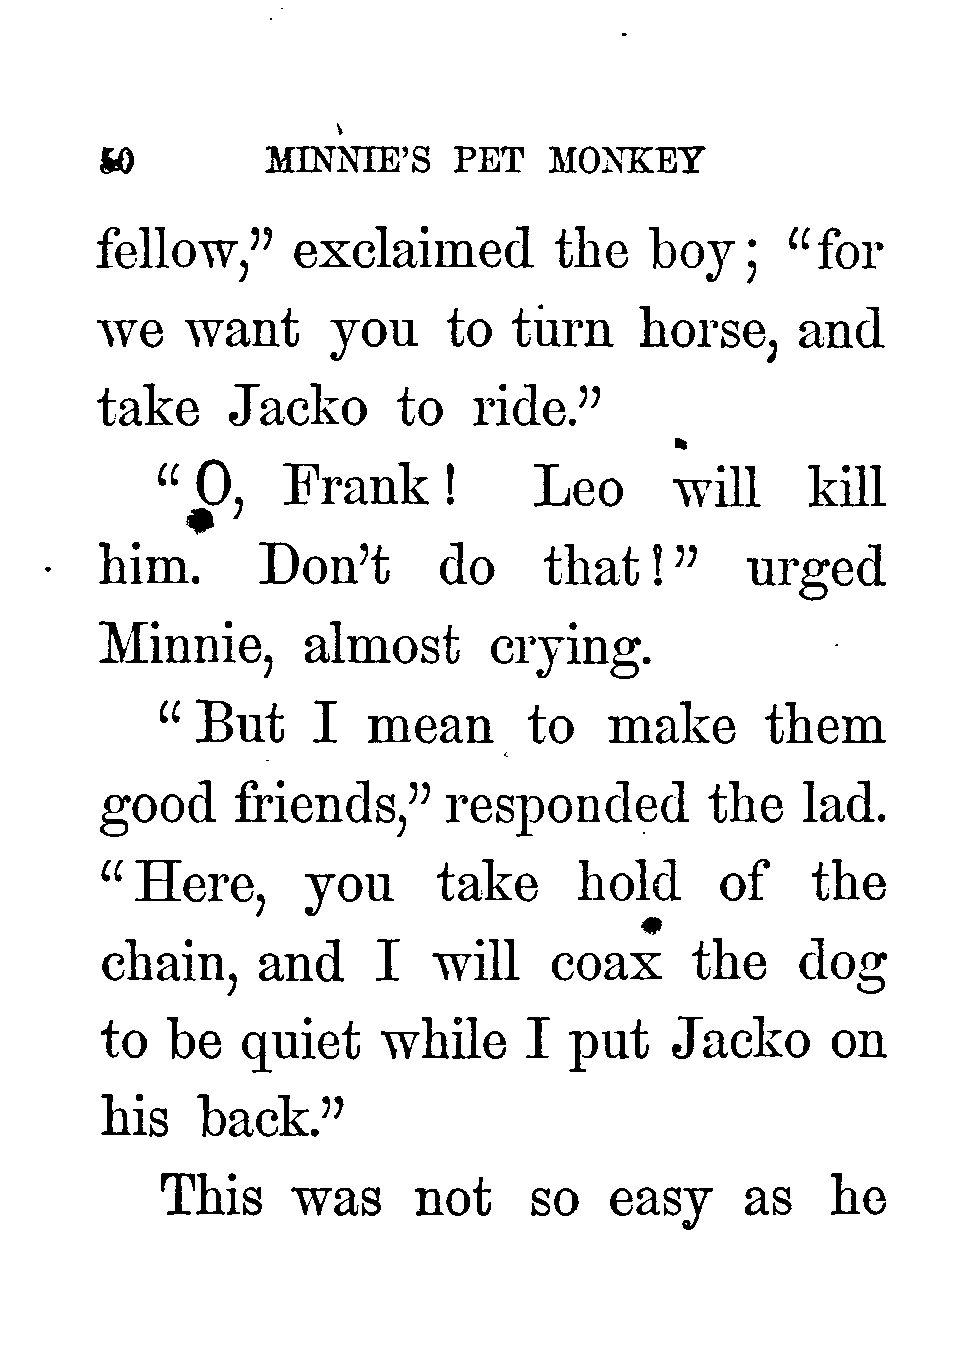 50 MINNIE'S PET MONKEY
fellow," exclaimed the boy; "for
we want you to turn horse, and
take Jacko to ride."
"O, Frank! Leo will kill
him. Don't do that!" urged
Minnie, almost crying.
"But I mean to make them
good friends," responded the lad.
"Here, you take hold of the
chain, and I will coax the dog
to be quiet while I put Jacko on
his back."
This was not so easy as he